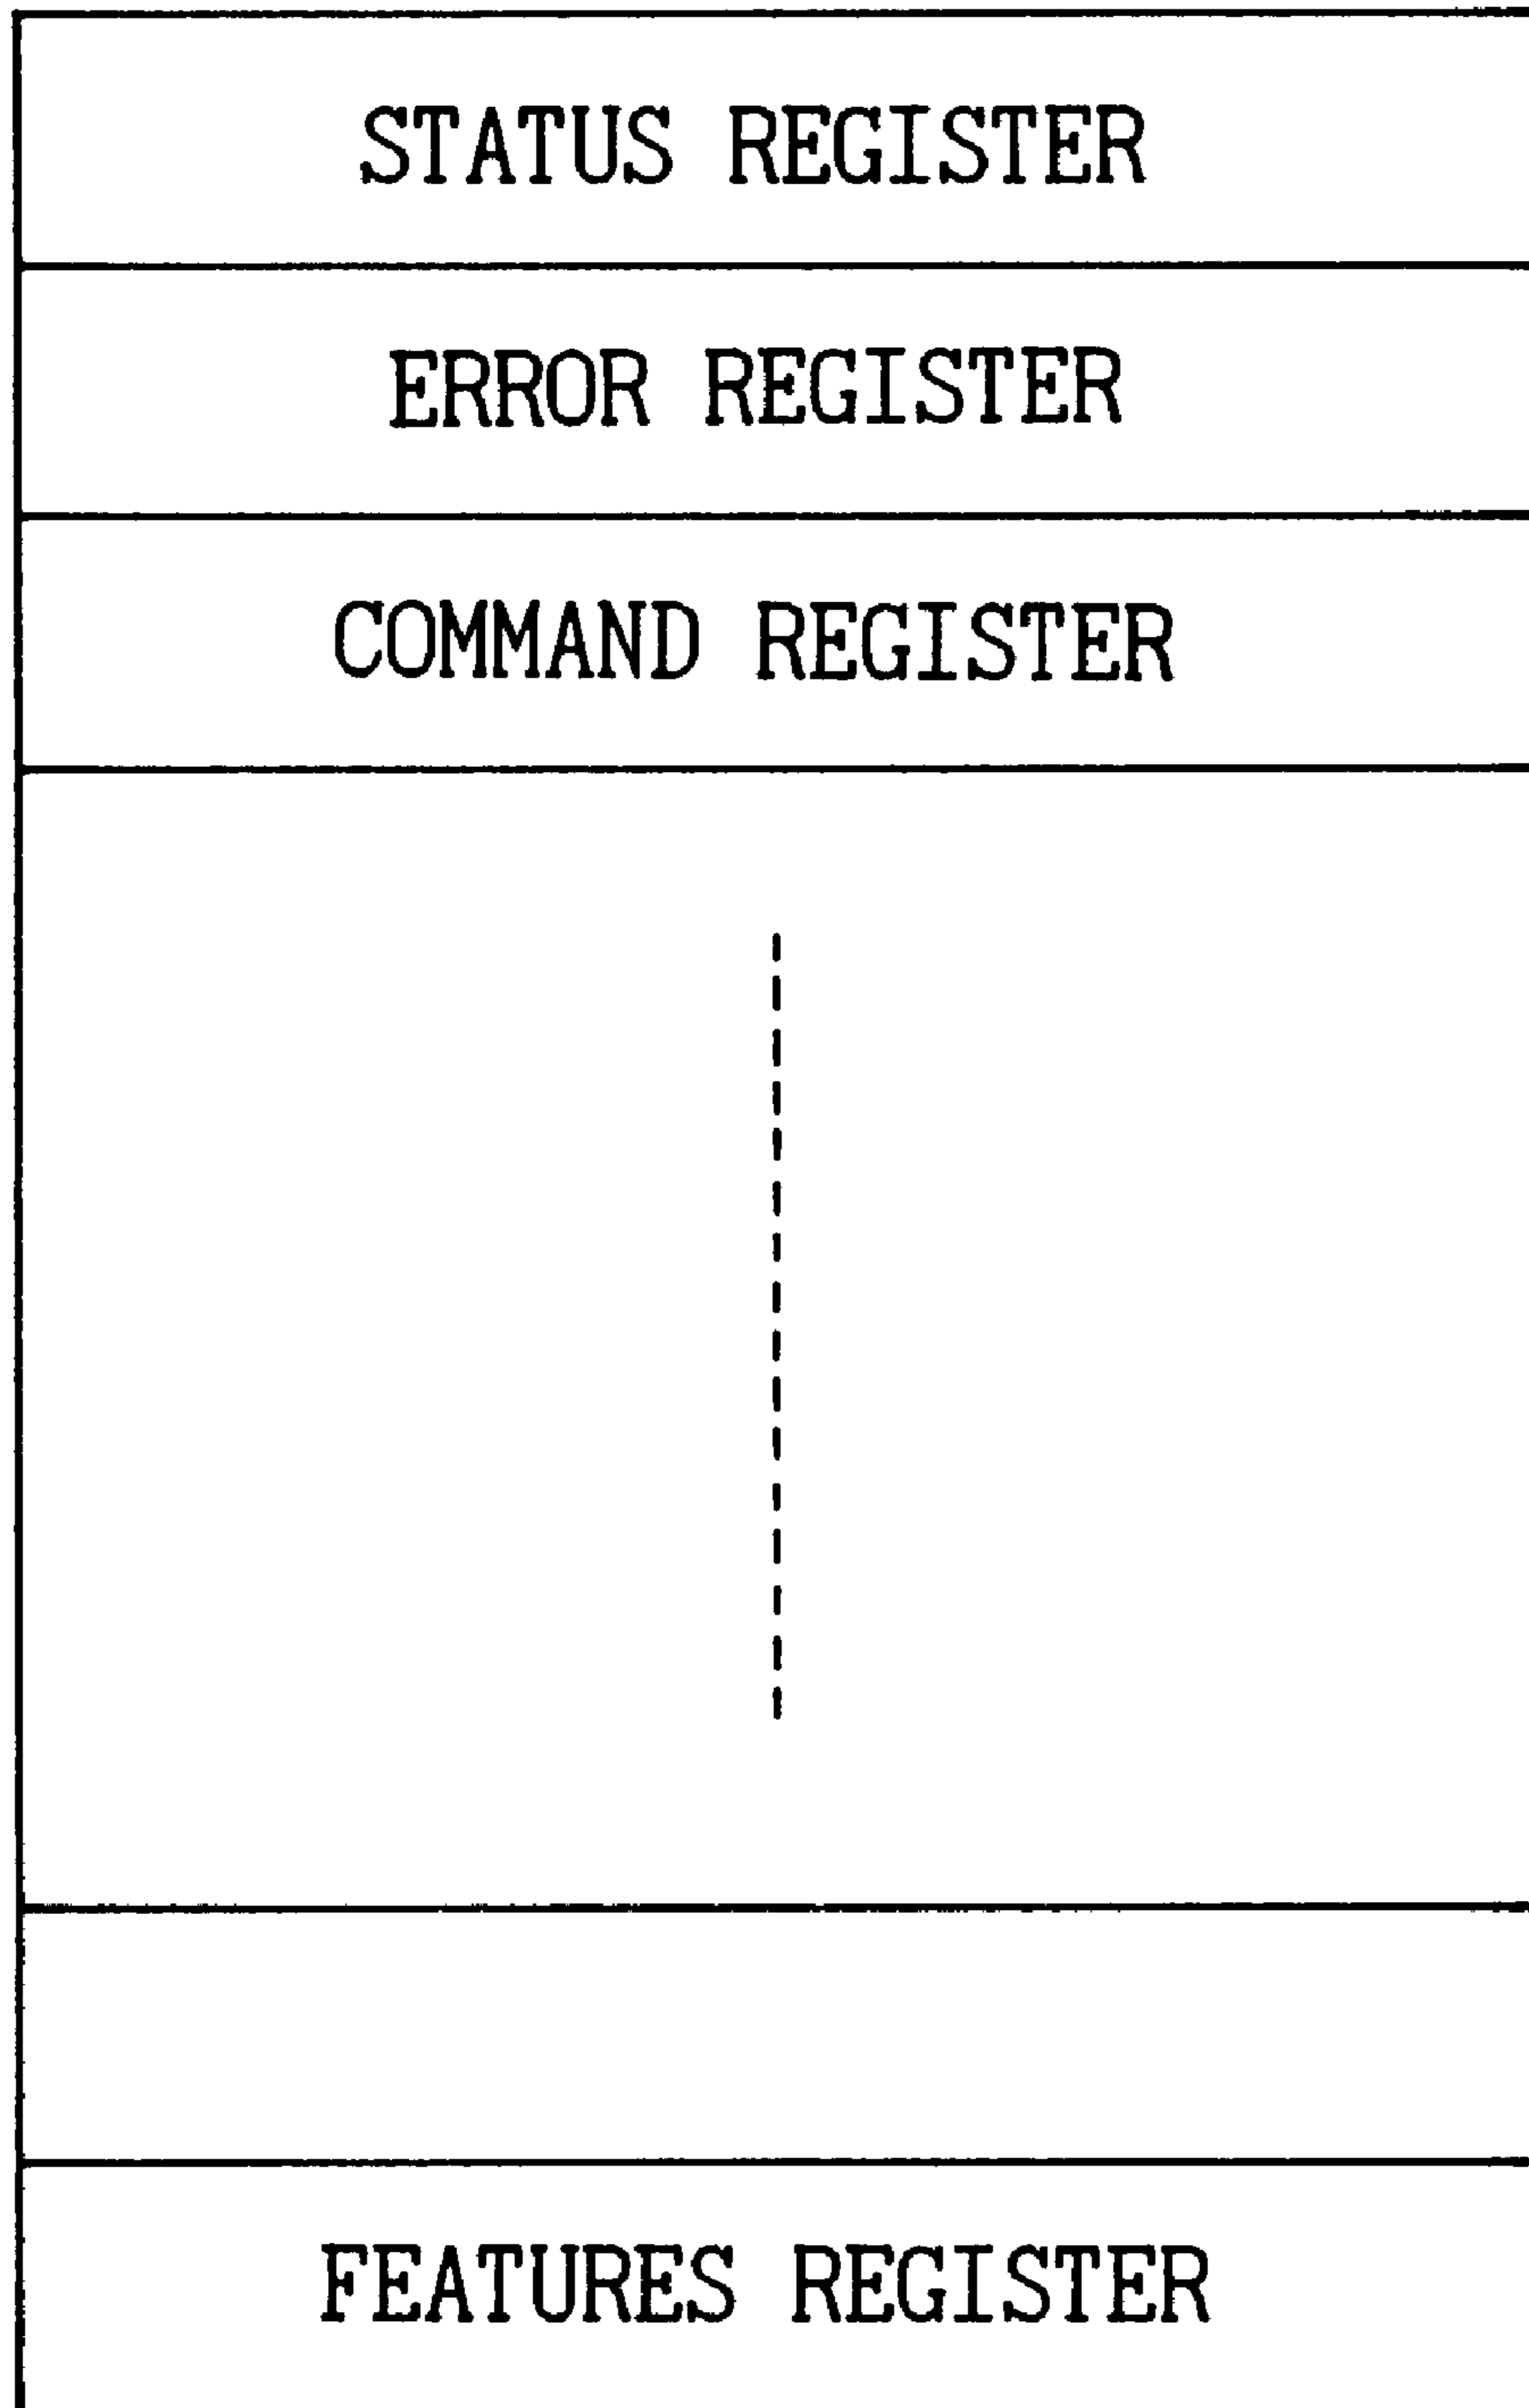 STATUS REGISTER
ERROR REGISTER
COMMAND REGISTER
FEATURES REGISTER